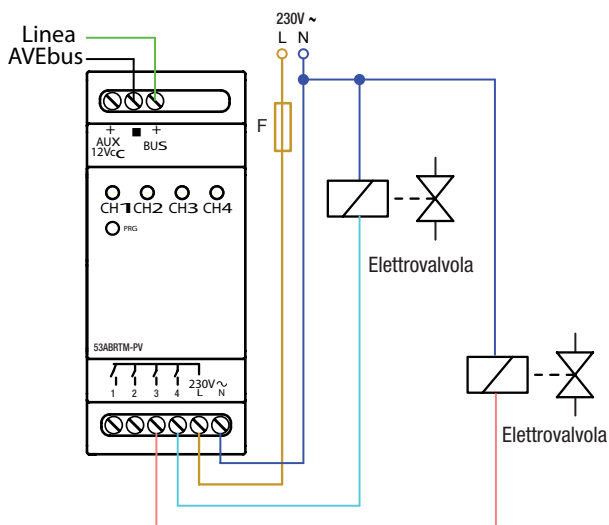 Linea
AVEbus
230V ~
L N
F
+ ■ +
AUX BUS
12Vcc
CH1 CH2 CH3 CH4
PRG
Elettrovalvola
53ABRTM-PV
1 2 3 4 230V~
L N
Elettrovalvola